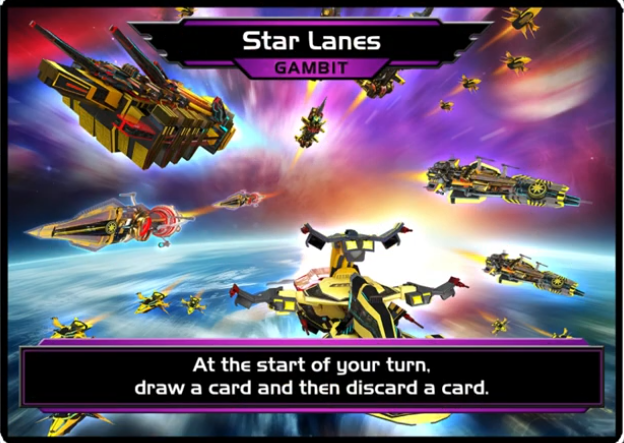 Star Lanes
GAMBIT
At the start of your turn,
draw a card and then discard a card.